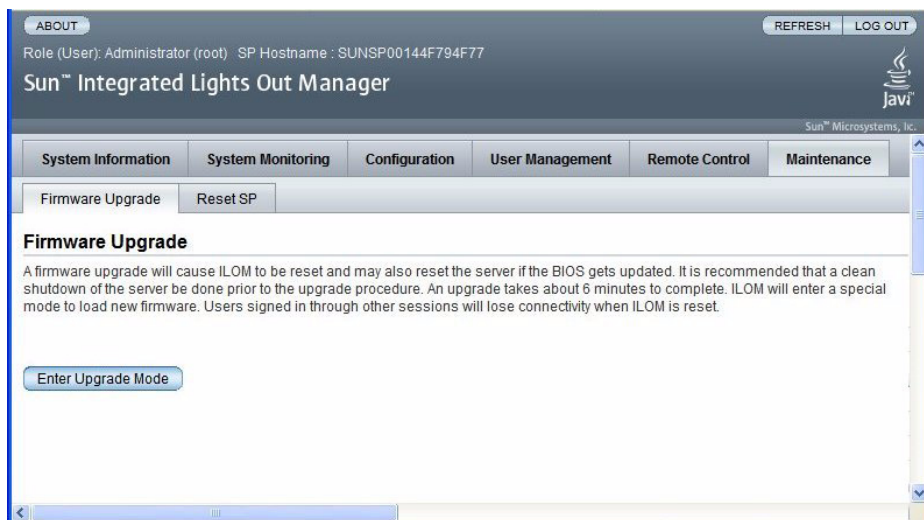 ABOUT
REFRESH LOG OUT
Role (User): Administrator (root) SP Hostname : SUNSP00144F794F77
Sun™ Integrated Lights Out Manager
Java™
Sun™ Microsystems, Inc.
System Information System Monitoring Configuration User Management Remote Control Maintenance
Firmware Upgrade Reset SP
Firmware Upgrade
A firmware upgrade will cause ILOM to be reset and may also reset the server if the BIOS gets updated. It is recommended that a clean
shutdown of the server be done prior to the upgrade procedure. An upgrade takes about 6 minutes to complete. ILOM will enter a special
mode to load new firmware. Users signed in through other sessions will lose connectivity when ILOM is reset.
Enter Upgrade Mode